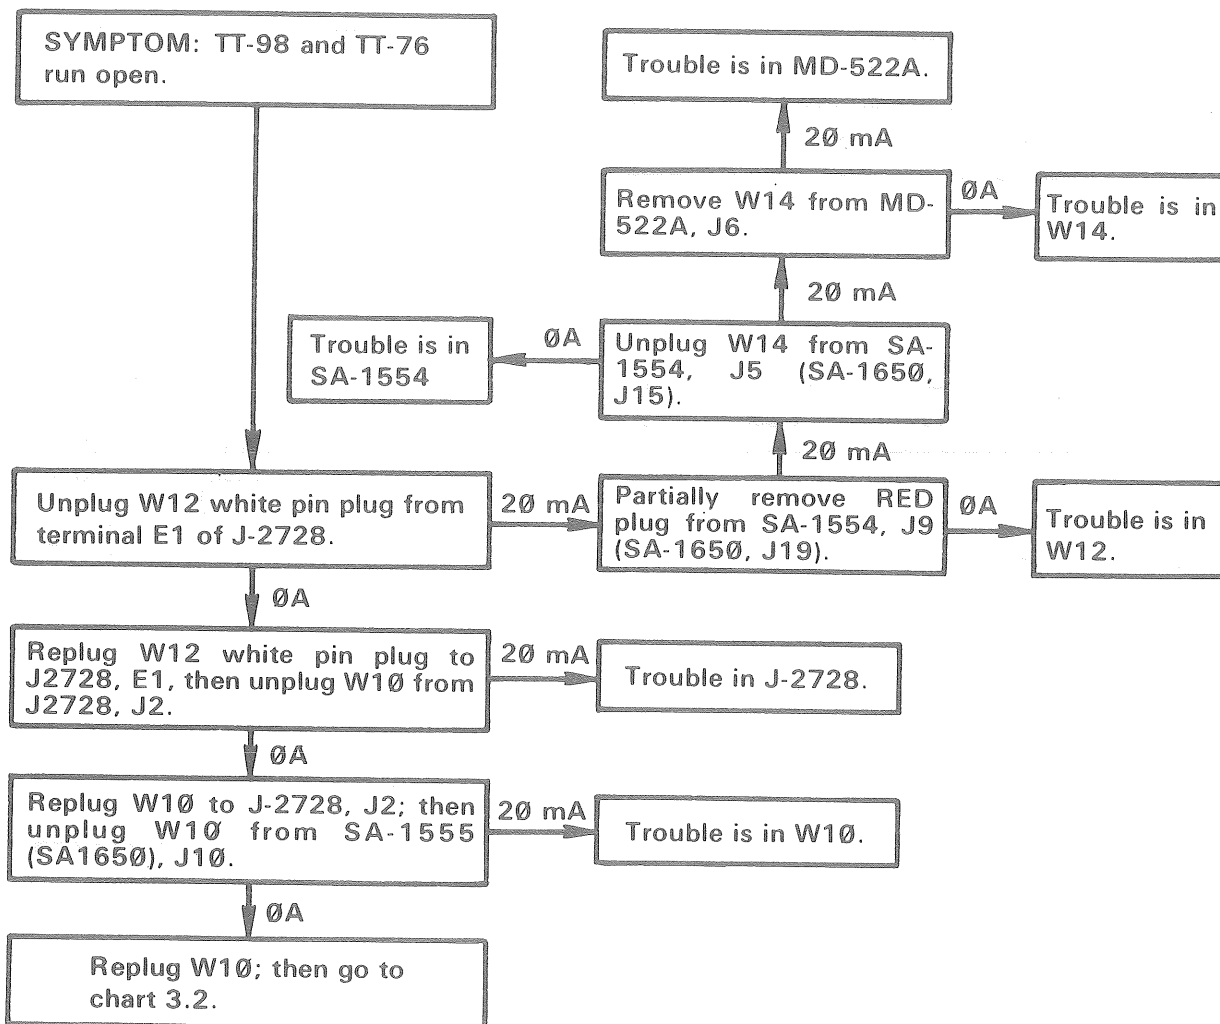 SYMPTOM: TT-98 and TT-76
run open.
Trouble is in MD-522A.
20 mA
Remove W14 from MD-
522A, J6.
ØA
Trouble is in
W14.
2Ø mA
Unplug W14 from SA-
1554, J5 (SA-165Ø,
J15).
ØA
Trouble is in
SA-1554
2Ø mA
Unplug W12 white pin plug from
terminal E1 of J-2728.
2Ø mA
Partially remove RED
plug from SA-1554, J9
(SA-165Ø, J19).
ØA
Trouble is in
W12.
ØA
Replug W12 white pin plug to
J2728, E1, then unplug W1Ø from
J2728, J2.
2Ø mA
Trouble in J-2728.
ØA
Replug W1Ø to J-2728, J2; then
unplug W1Ø from SA-1555
(SA165Ø), J1Ø.
2Ø mA
Trouble is in W1Ø.
ØA
Replug W1Ø; then go to
chart 3.2.